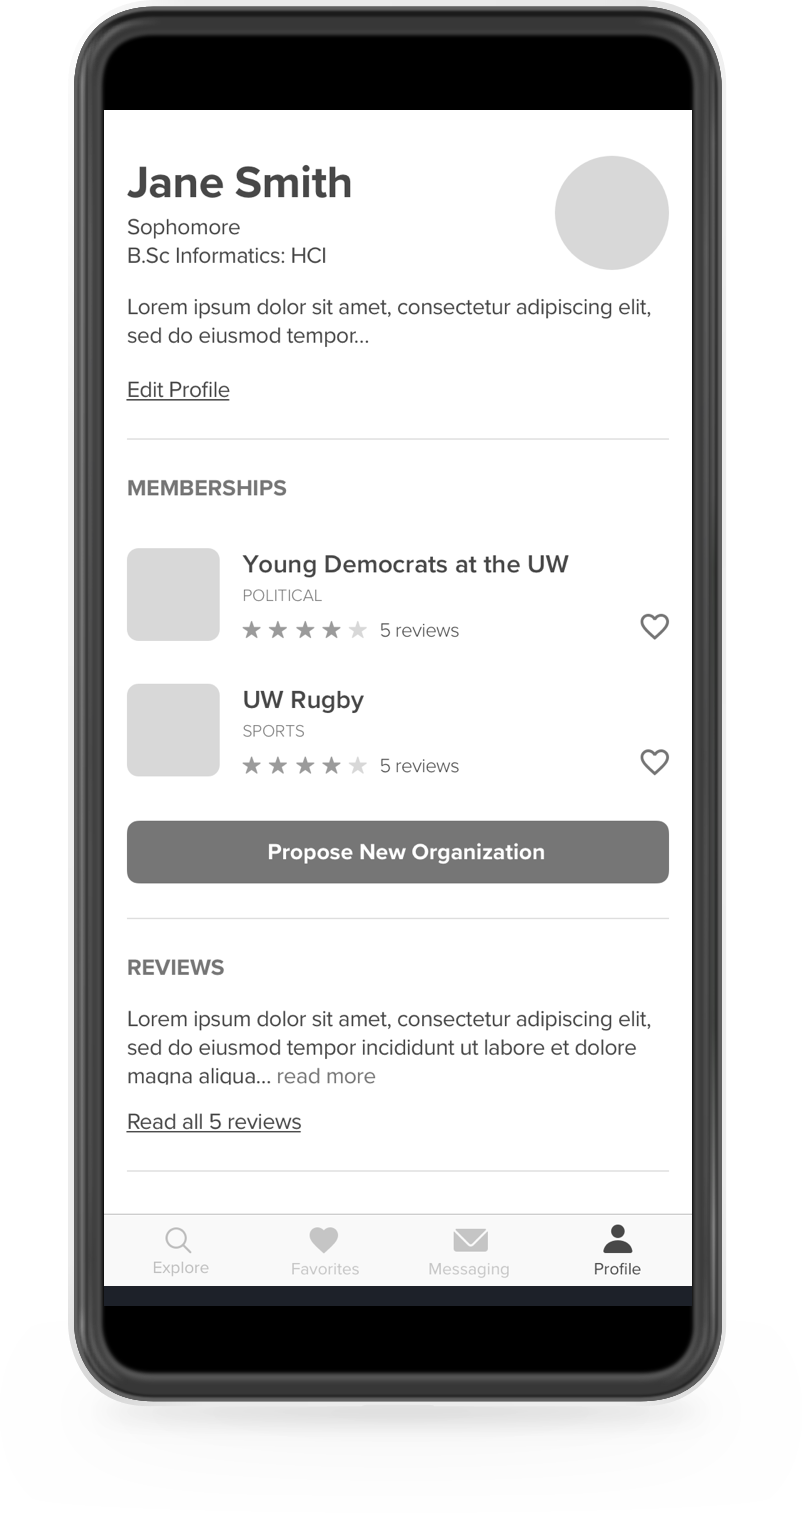 Jane Smith
Sophomore
B.Sc Informatics: HCI
Lorem ipsum dolor sit amet, consectetur adipiscing elit,
sed do eiusmod tempor...
Edit Profile
MEMBERSHIPS
Young Democrats at the UW
POLITICAL
5 reviews
UW Rugby
SPORTS
5 reviews
Propose New Organization
REVIEWS
Lorem ipsum dolor sit amet, consectetur adipiscing elit,
sed do eiusmod tempor incididunt ut labore et dolore
magna aliqua... read more
Read all 5 reviews
Explore
Favorites
Messaging
Profile